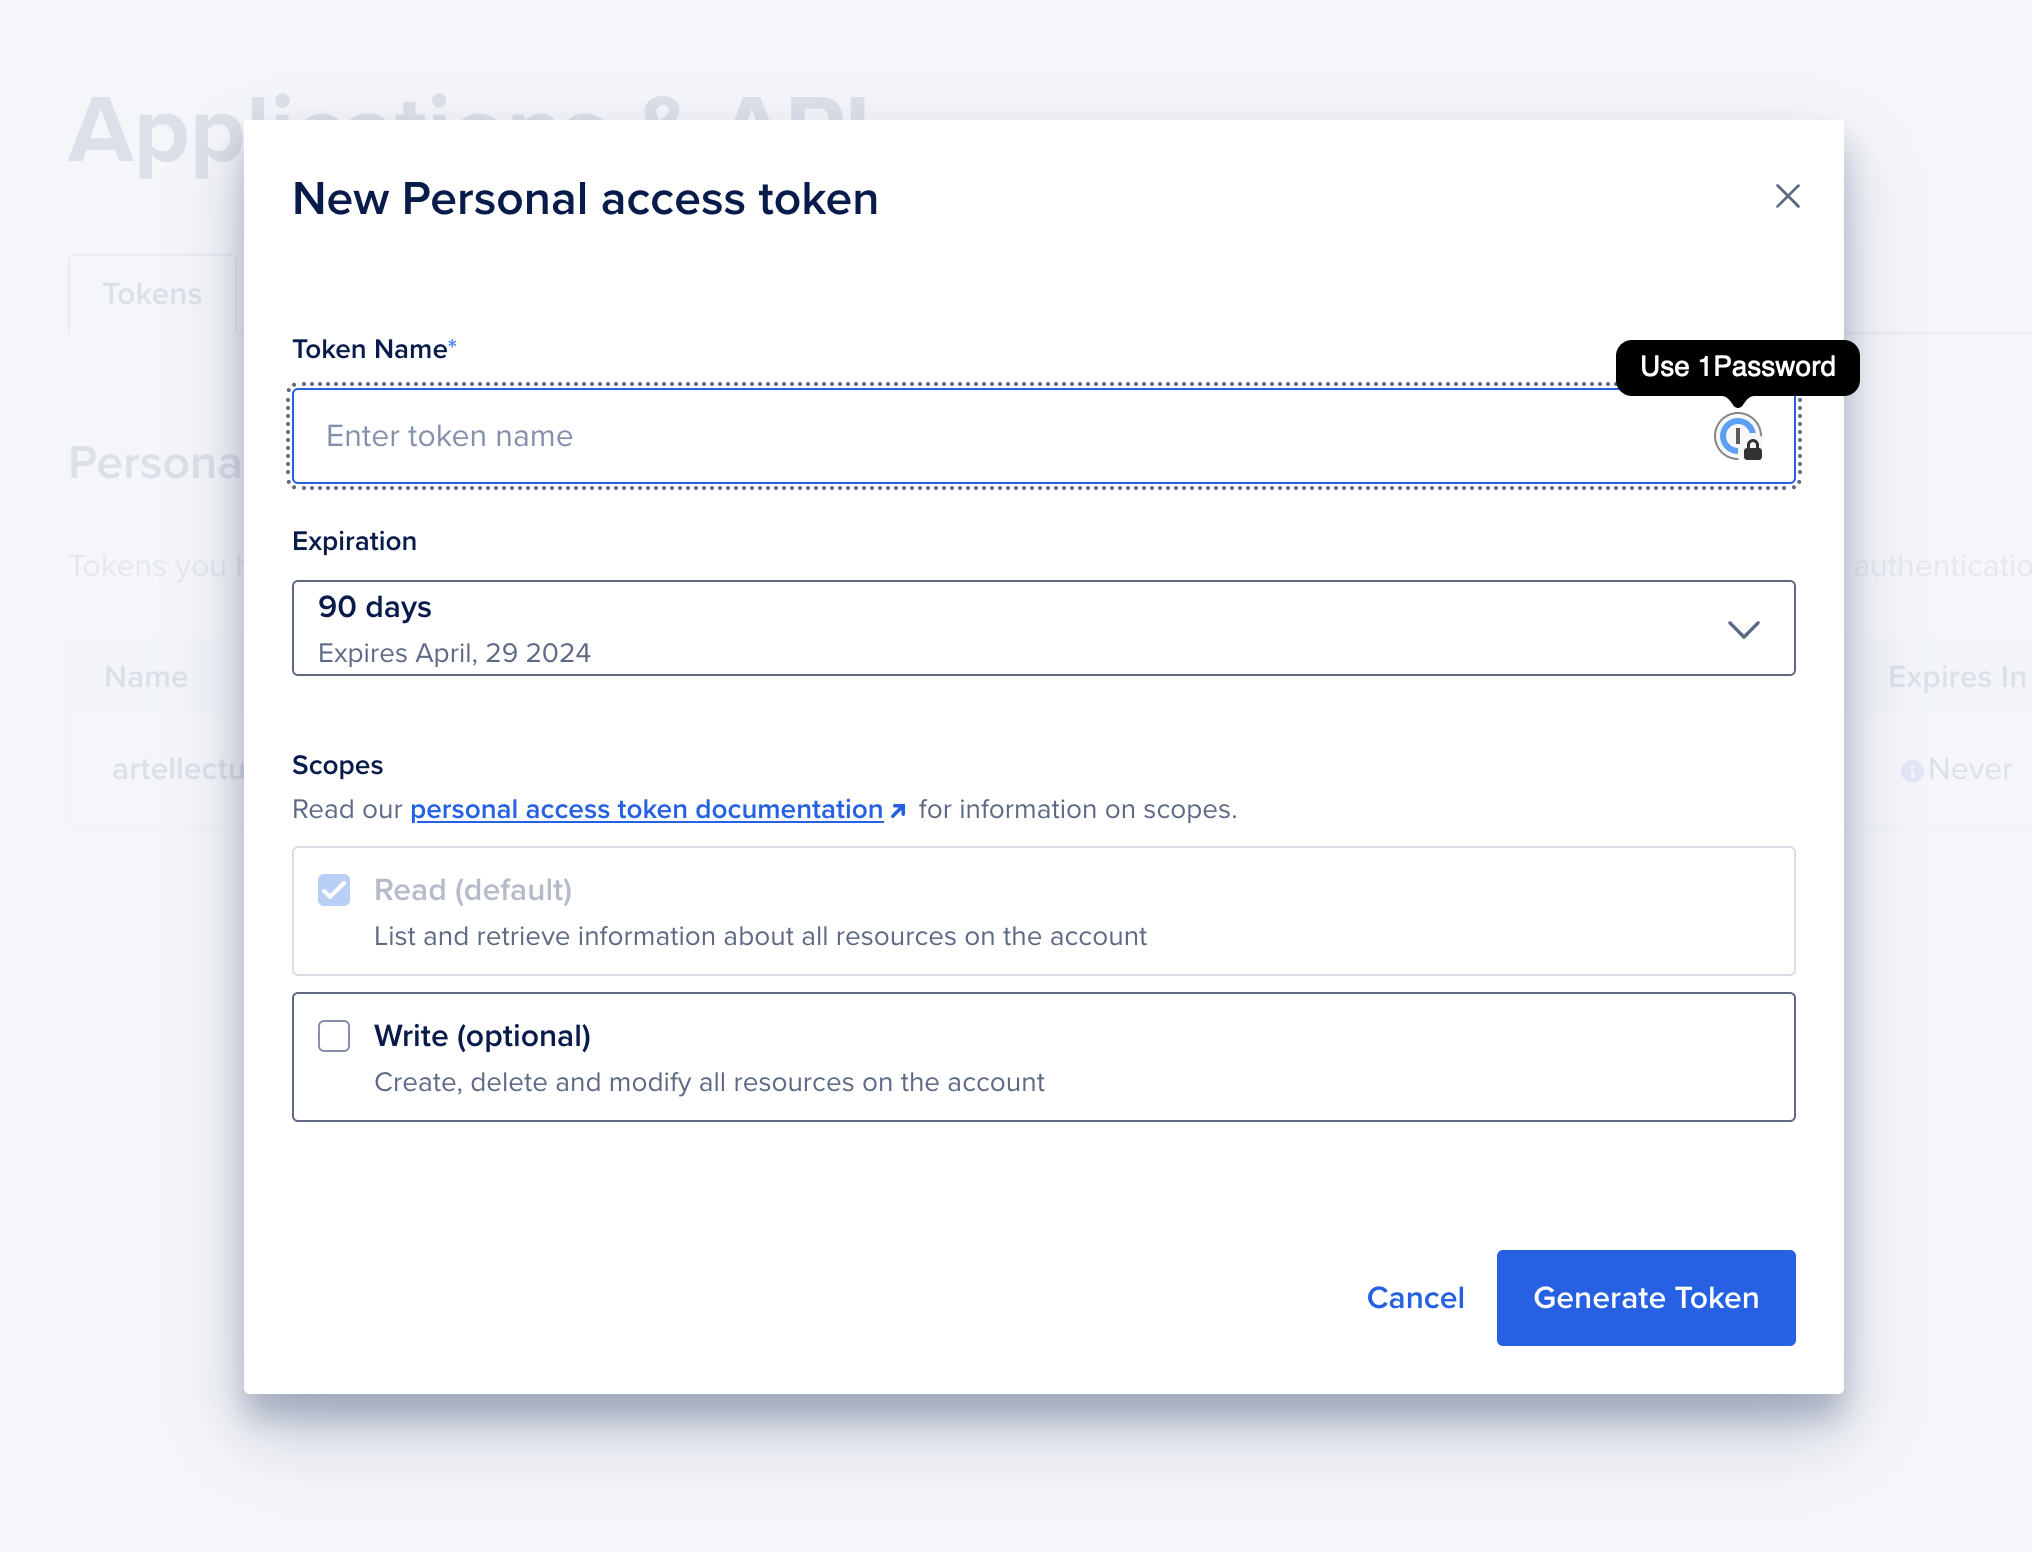 Applications & API
New Personal access token
Tokens
Token Name*
Use 1Password
Enter token name
Persona
Expiration
Tokens you
authenticatio
90 days
Expires April, 29 2024
Name
Expires In
artellectu
Never
Scopes
Read our personal access token documentation for information on scopes.
Read (default)
List and retrieve information about all resources on the account
Write (optional)
Create, delete and modify all resources on the account
Cancel
Generate Token